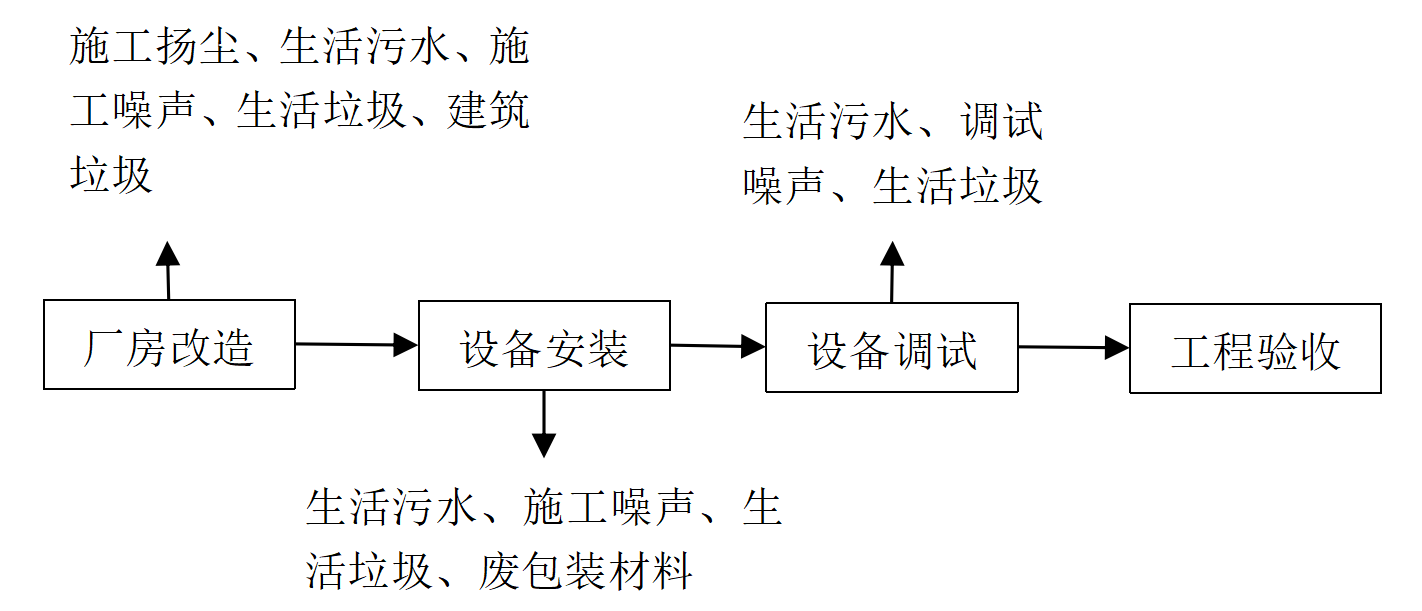 施工扬尘、生活污水、施
工噪声、生活垃圾、建筑
垃圾
生活污水、调试
噪声、生活垃圾
厂房改造
设备安装
设备调试
工程验收
生活污水、施工噪声、生
活垃圾、废包装材料